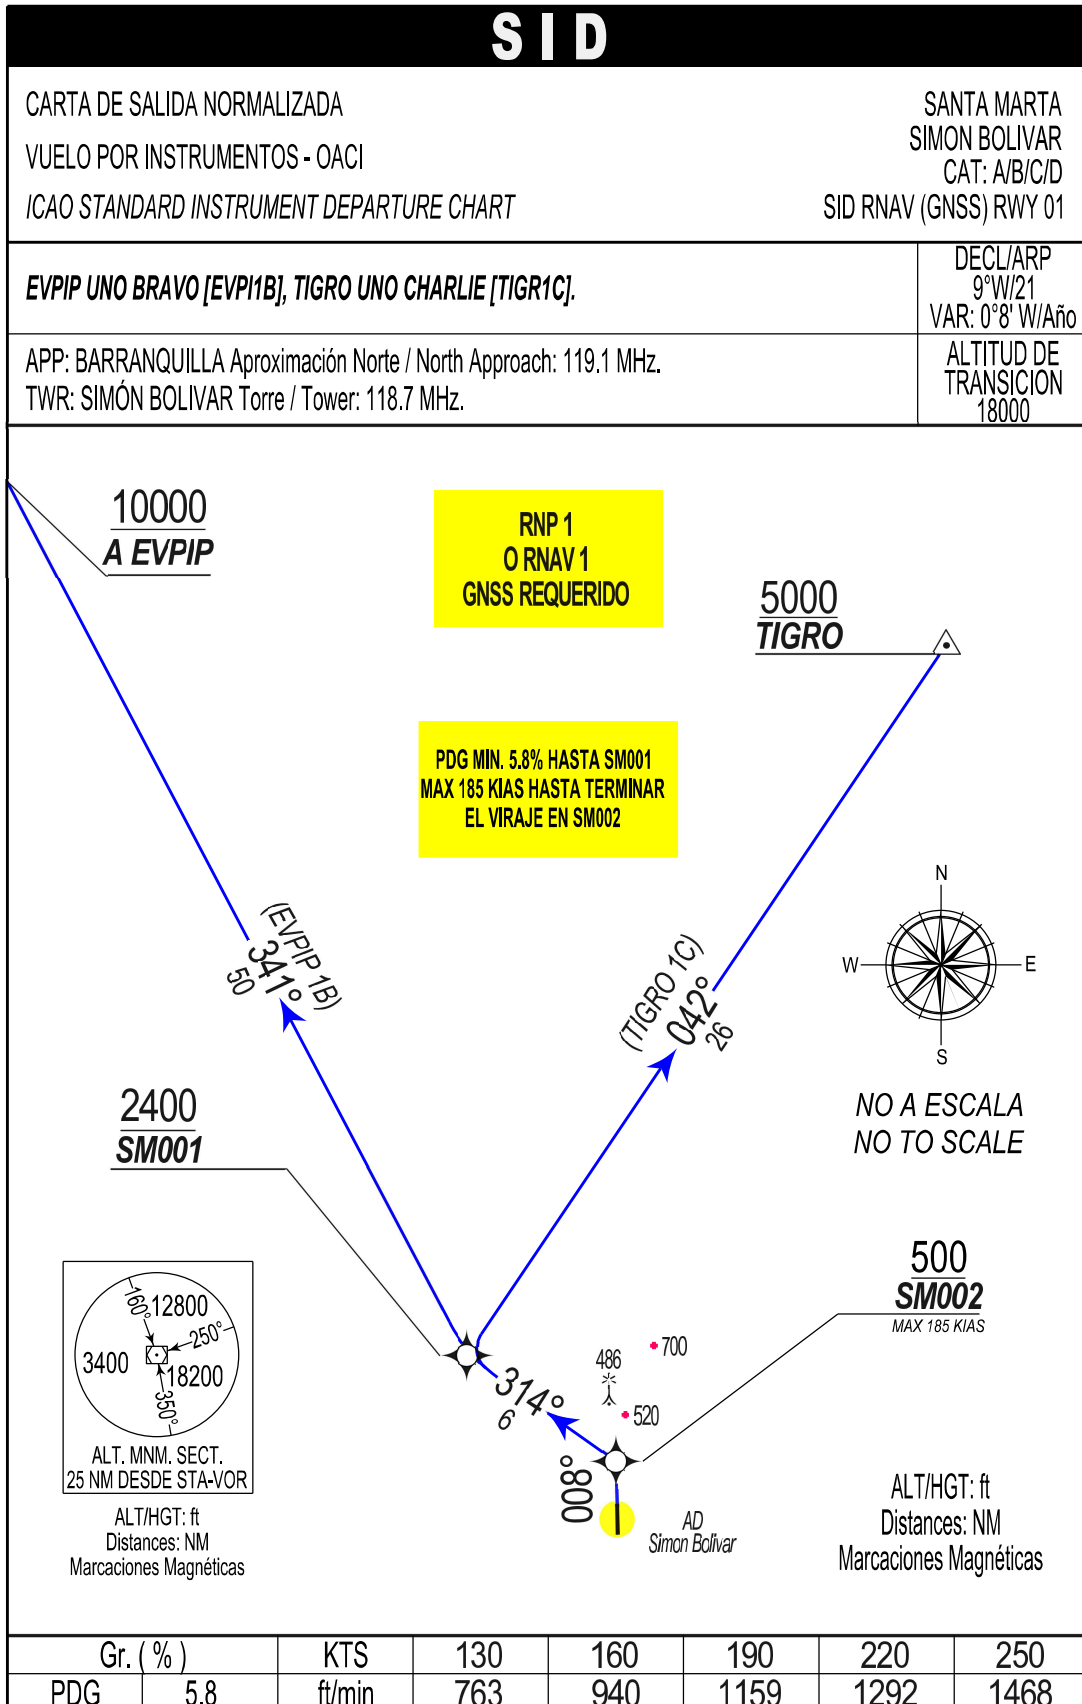 SID
CARTA DE SALIDA NORMALIZADA
VUELO POR INSTRUMENTOS - OACI
ICAO STANDARD INSTRUMENT DEPARTURE CHART
SANTA MARTA
SIMON BOLIVAR
CAT: A/B/C/D
SID RNAV (GNSS) RWY 01
EVPIP UNO BRAVO [EVPI1B], TIGRO UNO CHARLIE [TIGR1C].
DECL/ARP
9°W/21
VAR: 0°8' W/Año
APP: BARRANQUILLA Aproximación Norte / North Approach: 119.1 MHz.
TWR: SIMÓN BOLIVAR Torre / Tower: 118.7 MHz.
ALTITUD DE
TRANSICION
18000
10000
A EVPIP
RNP 1
O RNAV 1
GNSS REQUERIDO
5000
TIGRO
PDG MIN. 5.8% HASTA SM001
MAX 185 KIAS HASTA TERMINAR
EL VIRAJE EN SM002
(EVPIP 1B)
341°
50
(TIGRO 1C)
042°
26
N
W
E
S
NO A ESCALA
NO TO SCALE
2400
SM001
500
SM002
MAX 185 KIAS
160°
12800
250°
3400
18200
350°
ALT. MNM. SECT.
25 NM DESDE STA-VOR
ALT/HGT: ft
Distances: NM
Marcaciones Magnéticas
700
486
520
314°
6
008°
AD
Simon Bolivar
ALT/HGT: ft
Distances: NM
Marcaciones Magnéticas
Gr. ( % ) KTS 130 160 190 220 250
PDG 5.8 ft/min 763 940 1159 1292 1468